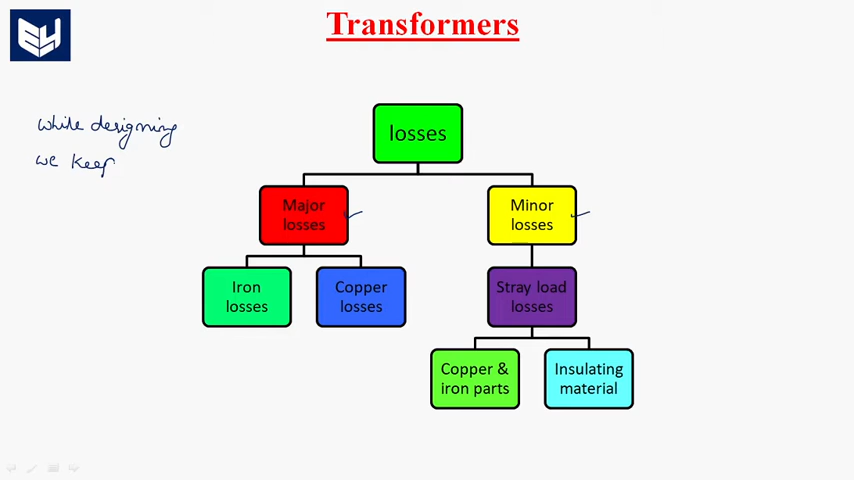 Transformers
while designing
we keep
losses
Major
losses
Minor
losses
Iron
losses
Copper
losses
Stray load
losses
Copper &
iron parts
Insulating
material